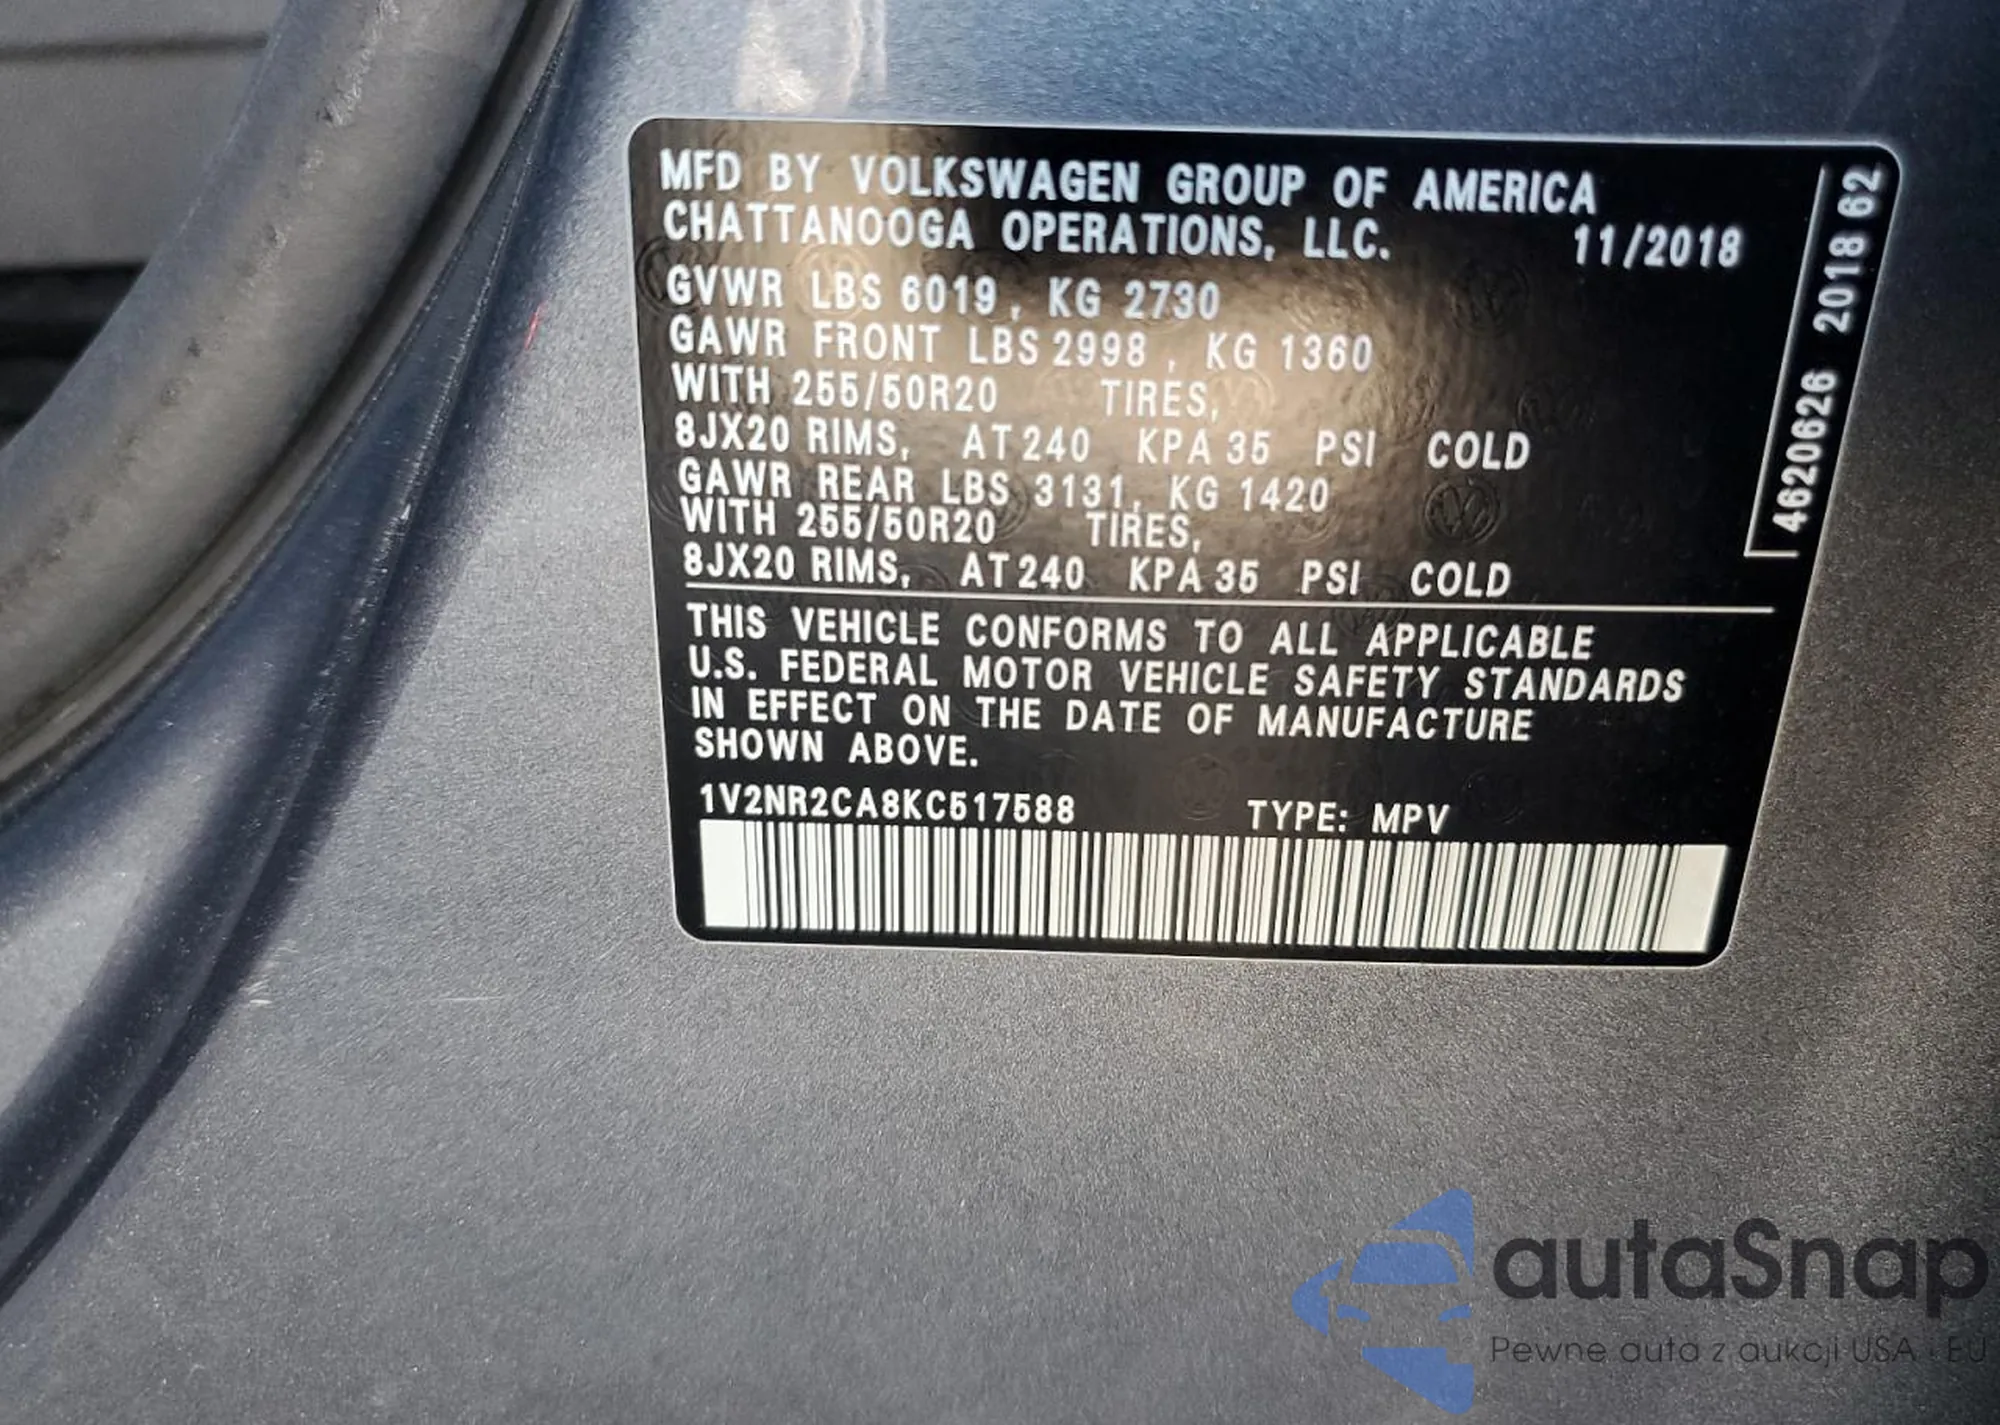 MFD BY VOLKSWAGEN GROUP OF AMERICA
CHATTANOOGA OPERATIONS, LLC. 11/2018
GVWR LBS 6019, KG 2730
GAWR FRONT LBS 2998, KG 1360
WITH 255/50R20 TIRES,
8JX20 RIMS, AT 240 KPA 35 PSI COLD
GAWR REAR LBS 3131, KG 1420
WITH 255/50R20 TIRES,
8JX20 RIMS, AT 240 KPA 35 PSI COLD
THIS VEHICLE CONFORMS TO ALL APPLICABLE
U.S. FEDERAL MOTOR VEHICLE SAFETY STANDARDS
IN EFFECT ON THE DATE OF MANUFACTURE
SHOWN ABOVE.
1V2NR2CA8KC517588 TYPE: MPV
4620626 2018 62
autaSnap
Pewne auta z aukcji USA i EU